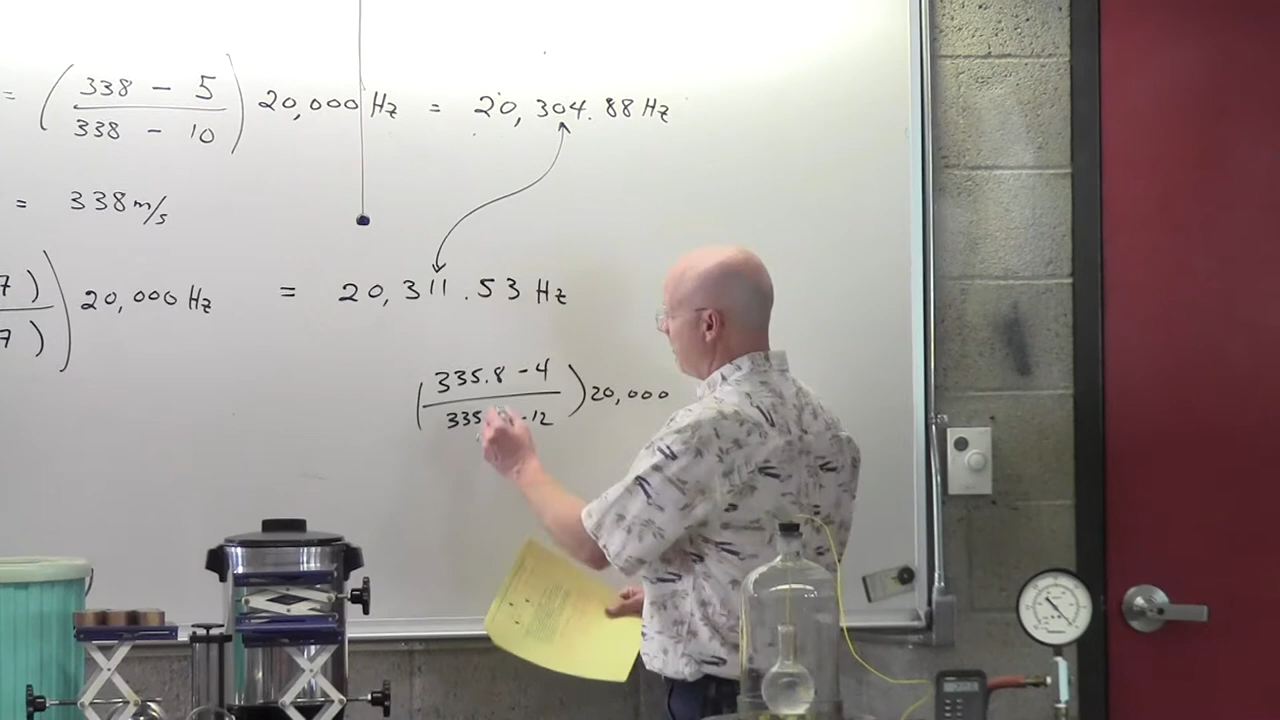 = ( 338 - 5 / 338 - 10 ) 20,000 Hz = 20,304.88 Hz
= 338 m/s
7 ) / 7 ) ) 20,000 Hz = 20,311.53 Hz
( 335.8 - 4 / 335 - 12 ) 20,000